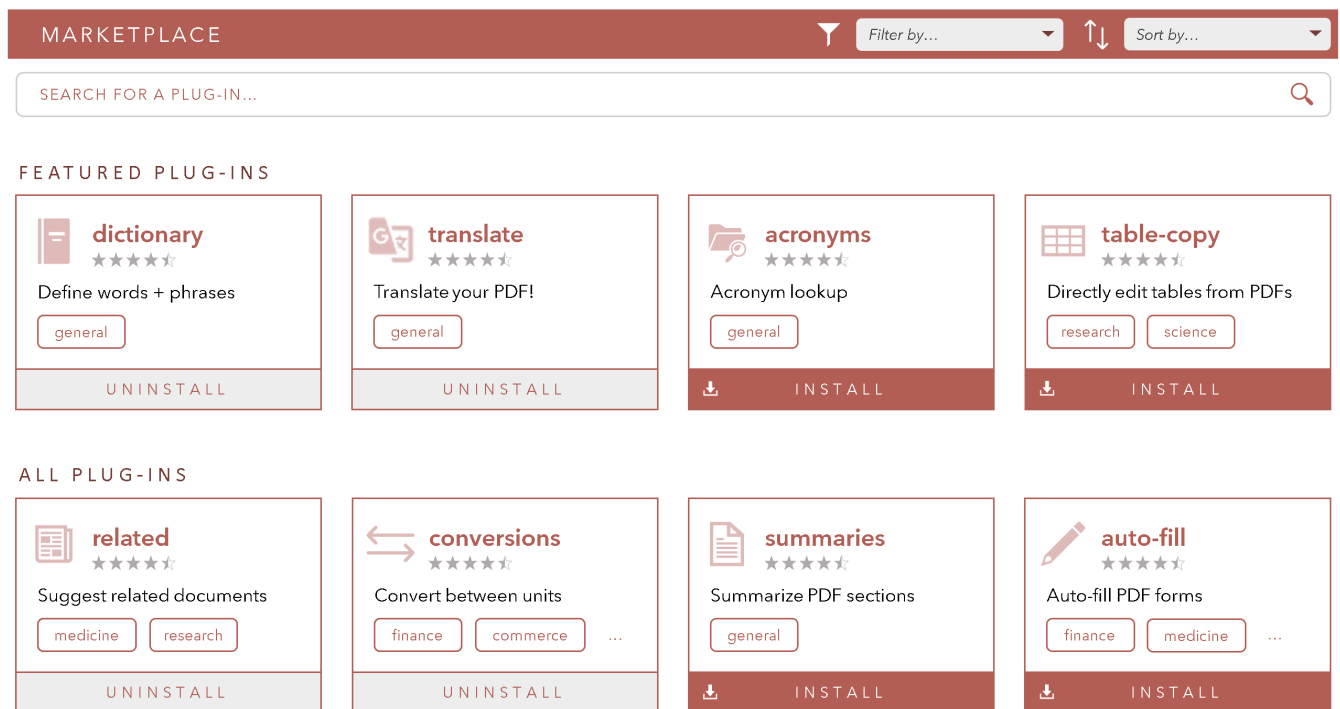 MARKETPLACE Filter by... Sort by...
SEARCH FOR A PLUG-IN...
FEATURED PLUG-INS
dictionary
Define words + phrases
general
UNINSTALL
translate
Translate your PDF!
general
UNINSTALL
acronyms
Acronym lookup
general
INSTALL
table-copy
Directly edit tables from PDFs
research science
INSTALL
ALL PLUG-INS
related
Suggest related documents
medicine research
UNINSTALL
conversions
Convert between units
finance commerce ...
UNINSTALL
summaries
Summarize PDF sections
general
INSTALL
auto-fill
Auto-fill PDF forms
finance medicine ...
INSTALL